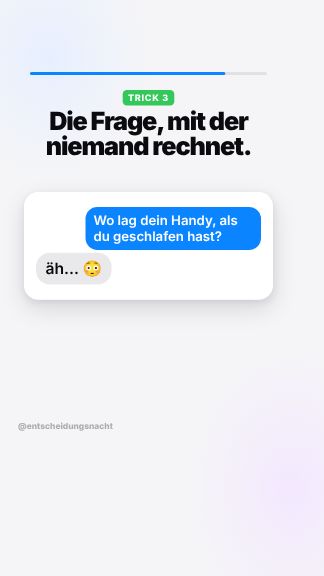 TRICK 3
Die Frage, mit der
niemand rechnet.
Wo lag dein Handy, als
du geschlafen hast?
äh... 😳
@entscheidungsnacht